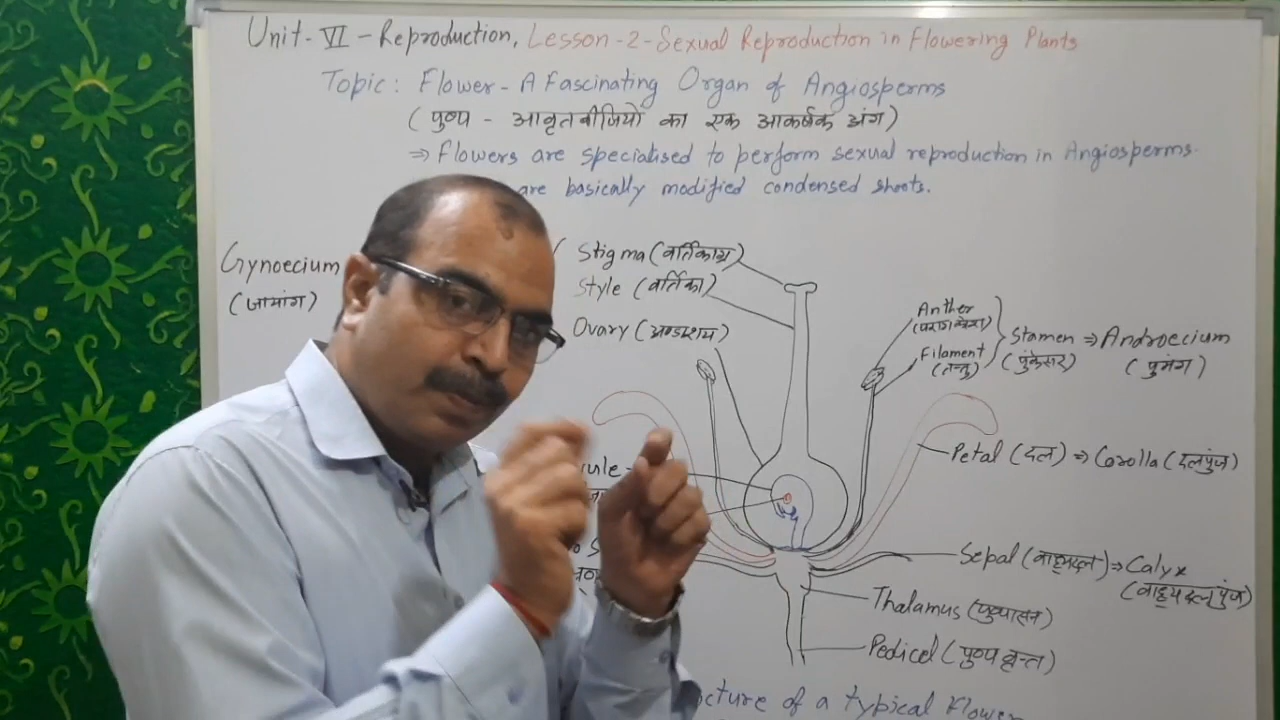 Unit-VI-Reproduction, Lesson-2-Sexual Reproduction in Flowering Plants
Topic: Flower-A Fascinating Organ of Angiosperms
(पुष्प - आवृतबीजियों का एक आकर्षक अंग)
⇒ Flowers are specialised to perform sexual reproduction in Angiosperms.
are basically modified condensed shoots.
Gynoecium
(जायांग)
Stigma (वर्तिकाग्र)
Style (वर्तिका)
Ovary (अण्डाशय)
Anther
(परागकोश)
Filament
(तन्तु)
Stamen ⇒ Androecium
(पुंकेसर) (पुमंग)
Petal (दल) ⇒ Corolla (दलपुंज)
Sepal (बाह्यदल) ⇒ Calyx
(बाह्यदलपुंज)
Thalamus (पुष्पासन)
Pedicel (पुष्पवृन्त)
of a typical Flower